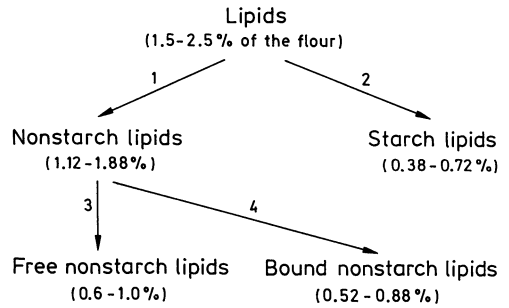 Lipids
(1.5-2.5% of the flour)
1
2
Nonstarch lipids
Starch lipids
(1.12-1.88%)
(0.38-0.72%)
3
4
Free nonstarch lipids
Bound nonstarch lipids
(0.6-1.0%)
(0.52-0.88%)